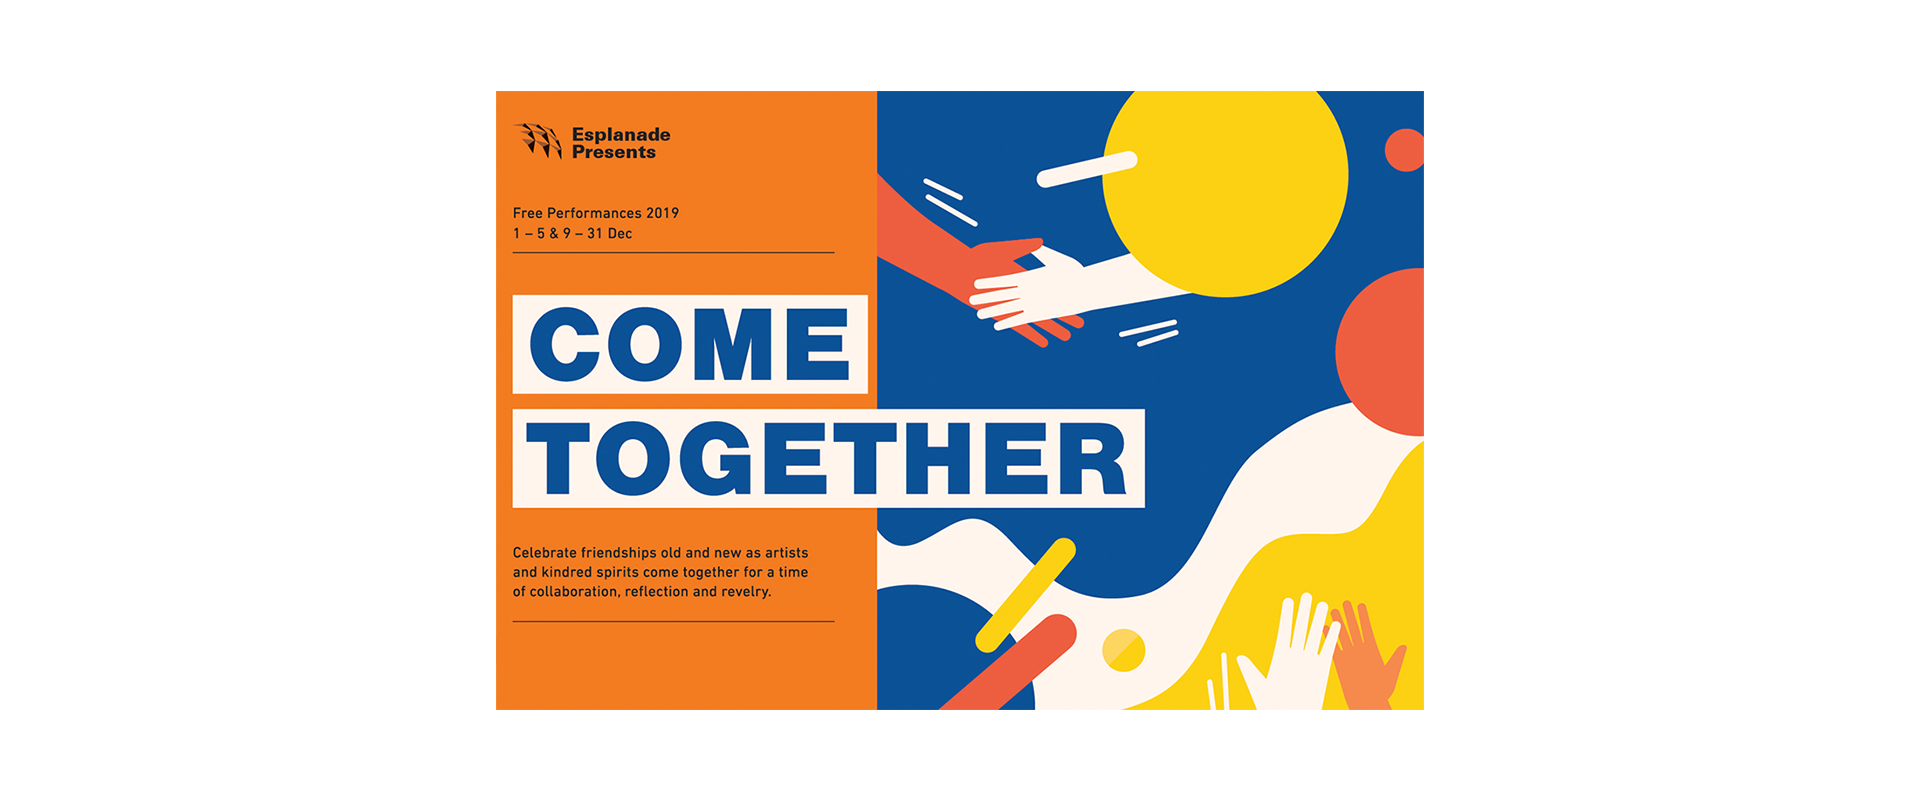 Esplanade
Presents
Free Performances 2019
1 – 5 & 9 – 31 Dec
COME
TOGETHER
Celebrate friendships old and new as artists
and kindred spirits come together for a time
of collaboration, reflection and revelry.